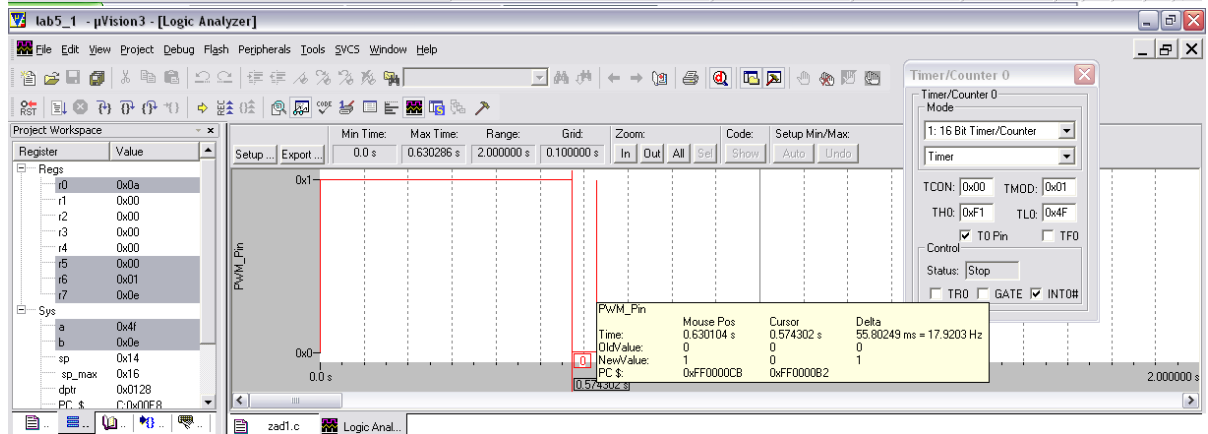 lab5_1 - µVision3 - [Logic Analyzer]
File Edit View Project Debug Flash Peripherals Tools SVCS Window Help
RST
Project Workspace
Register Value
Regs
r0 0x0a
r1 0x00
r2 0x00
r3 0x00
r4 0x00
r5 0x00
r6 0x01
r7 0x0e
Sys
a 0x4f
b 0x0e
sp 0x14
sp_max 0x16
dptr 0x0128
PC $ C:0x00E8
Min Time: Max Time: Range: Grid: Zoom: Code: Setup Min/Max:
Setup ... Export ... 0.0 s 0.630286 s 2.000000 s 0.100000 s In Out All Sel Show Auto Undo
PWM_Pin
0x1
0x0
0
0.0 s
0.574302 s
2.000000 s
PWM_Pin
Mouse Pos Cursor Delta
Time: 0.630104 s 0.574302 s 55.80249 ms = 17.9203 Hz
OldValue: 0 0 0
NewValue: 1 0 1
PC $: 0xFF0000CB 0xFF0000B2
Timer/Counter 0
Timer/Counter 0
Mode
1: 16 Bit Timer/Counter
Timer
TCON: 0x00 TMOD: 0x01
TH0: 0xF1 TL0: 0x4F
T0 Pin TF0
Control
Status: Stop
TR0 GATE INT0#
zad1.c Logic Anal...